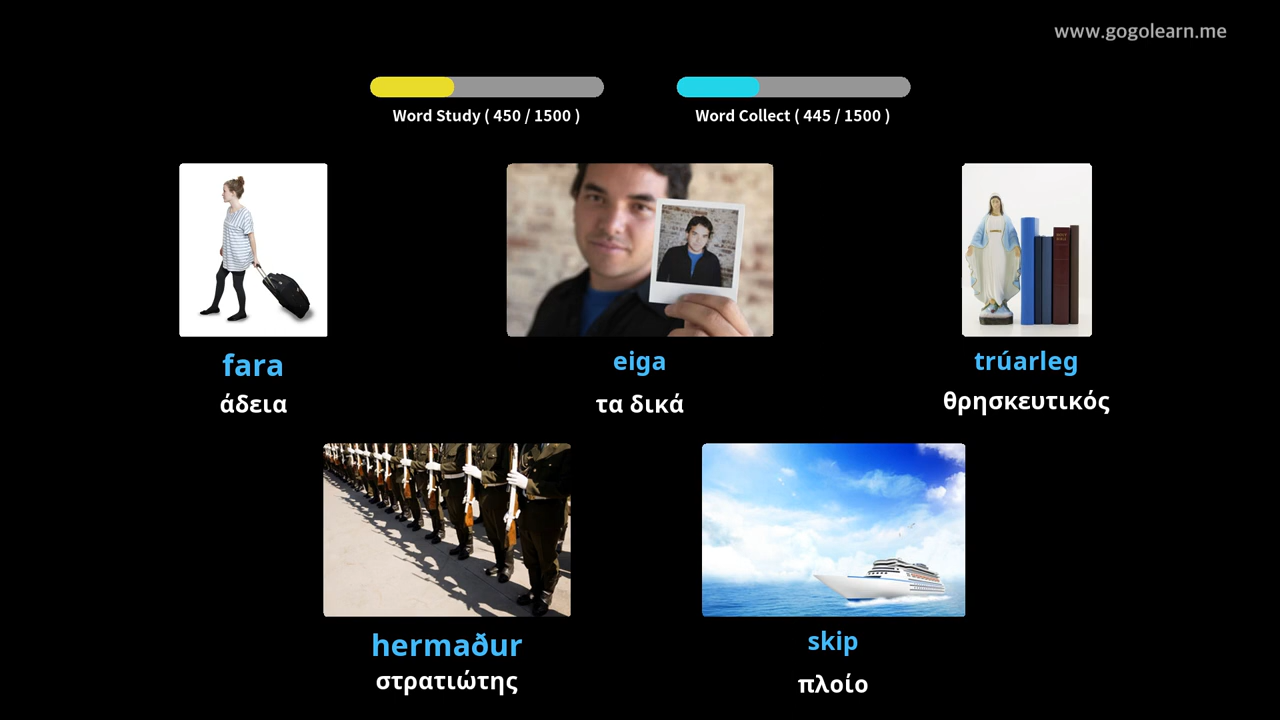 www.gogolearn.me
Word Study ( 450 / 1500 )
Word Collect ( 445 / 1500 )
fara
άδεια
eiga
τα δικά
trúarleg
θρησκευτικός
hermaður
στρατιώτης
skip
πλοίο